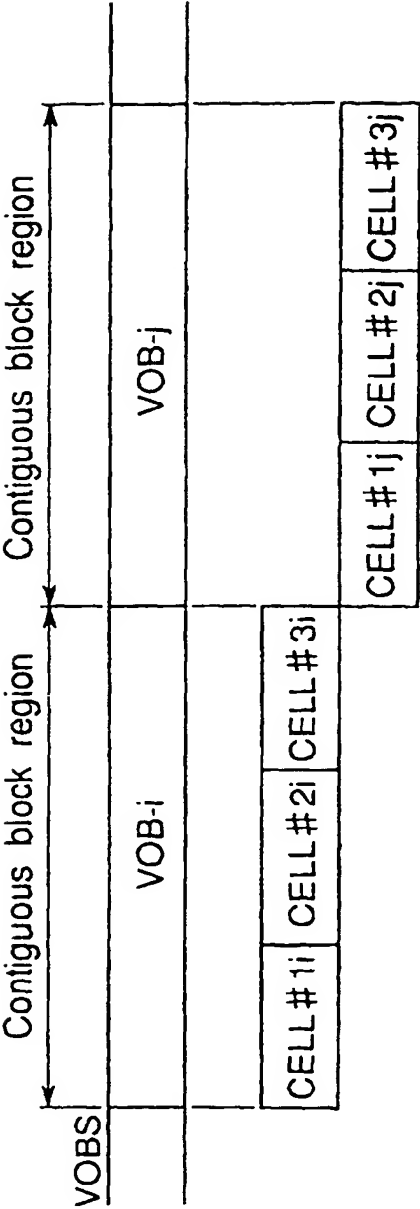 Contiguous block region Contiguous block region
VOBS
VOB-i VOB-j
CELL#1i CELL#2i CELL#3i
CELL#1j CELL#2j CELL#3j